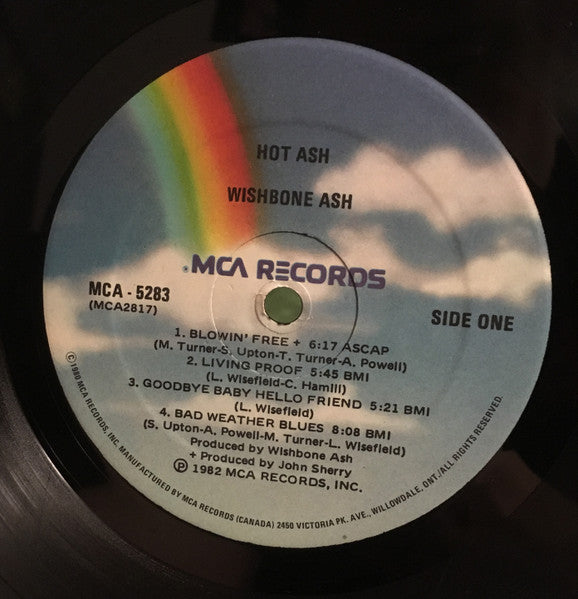 HOT ASH
WISHBONE ASH
®MCA RECORDS
MCA - 5283
(MCA2817)
SIDE ONE
1. BLOWIN' FREE + 6:17 ASCAP
(M. Turner-S. Upton-T. Turner-A. Powell)
2. LIVING PROOF 5:45 BMI
(L. Wisefield-C. Hamill)
3. GOODBYE BABY HELLO FRIEND 5:21 BMI
(L. Wisefield)
4. BAD WEATHER BLUES 8:08 BMI
(S. Upton-A. Powell-M. Turner-L. Wisefield)
Produced by Wishbone Ash
+ Produced by John Sherry
℗ 1982 MCA RECORDS, INC.
©1980 MCA RECORDS, INC. MANUFACTURED BY MCA RECORDS (CANADA) 2450 VICTORIA PK. AVE., WILLOWDALE, ONT./ALL RIGHTS RESERVED.